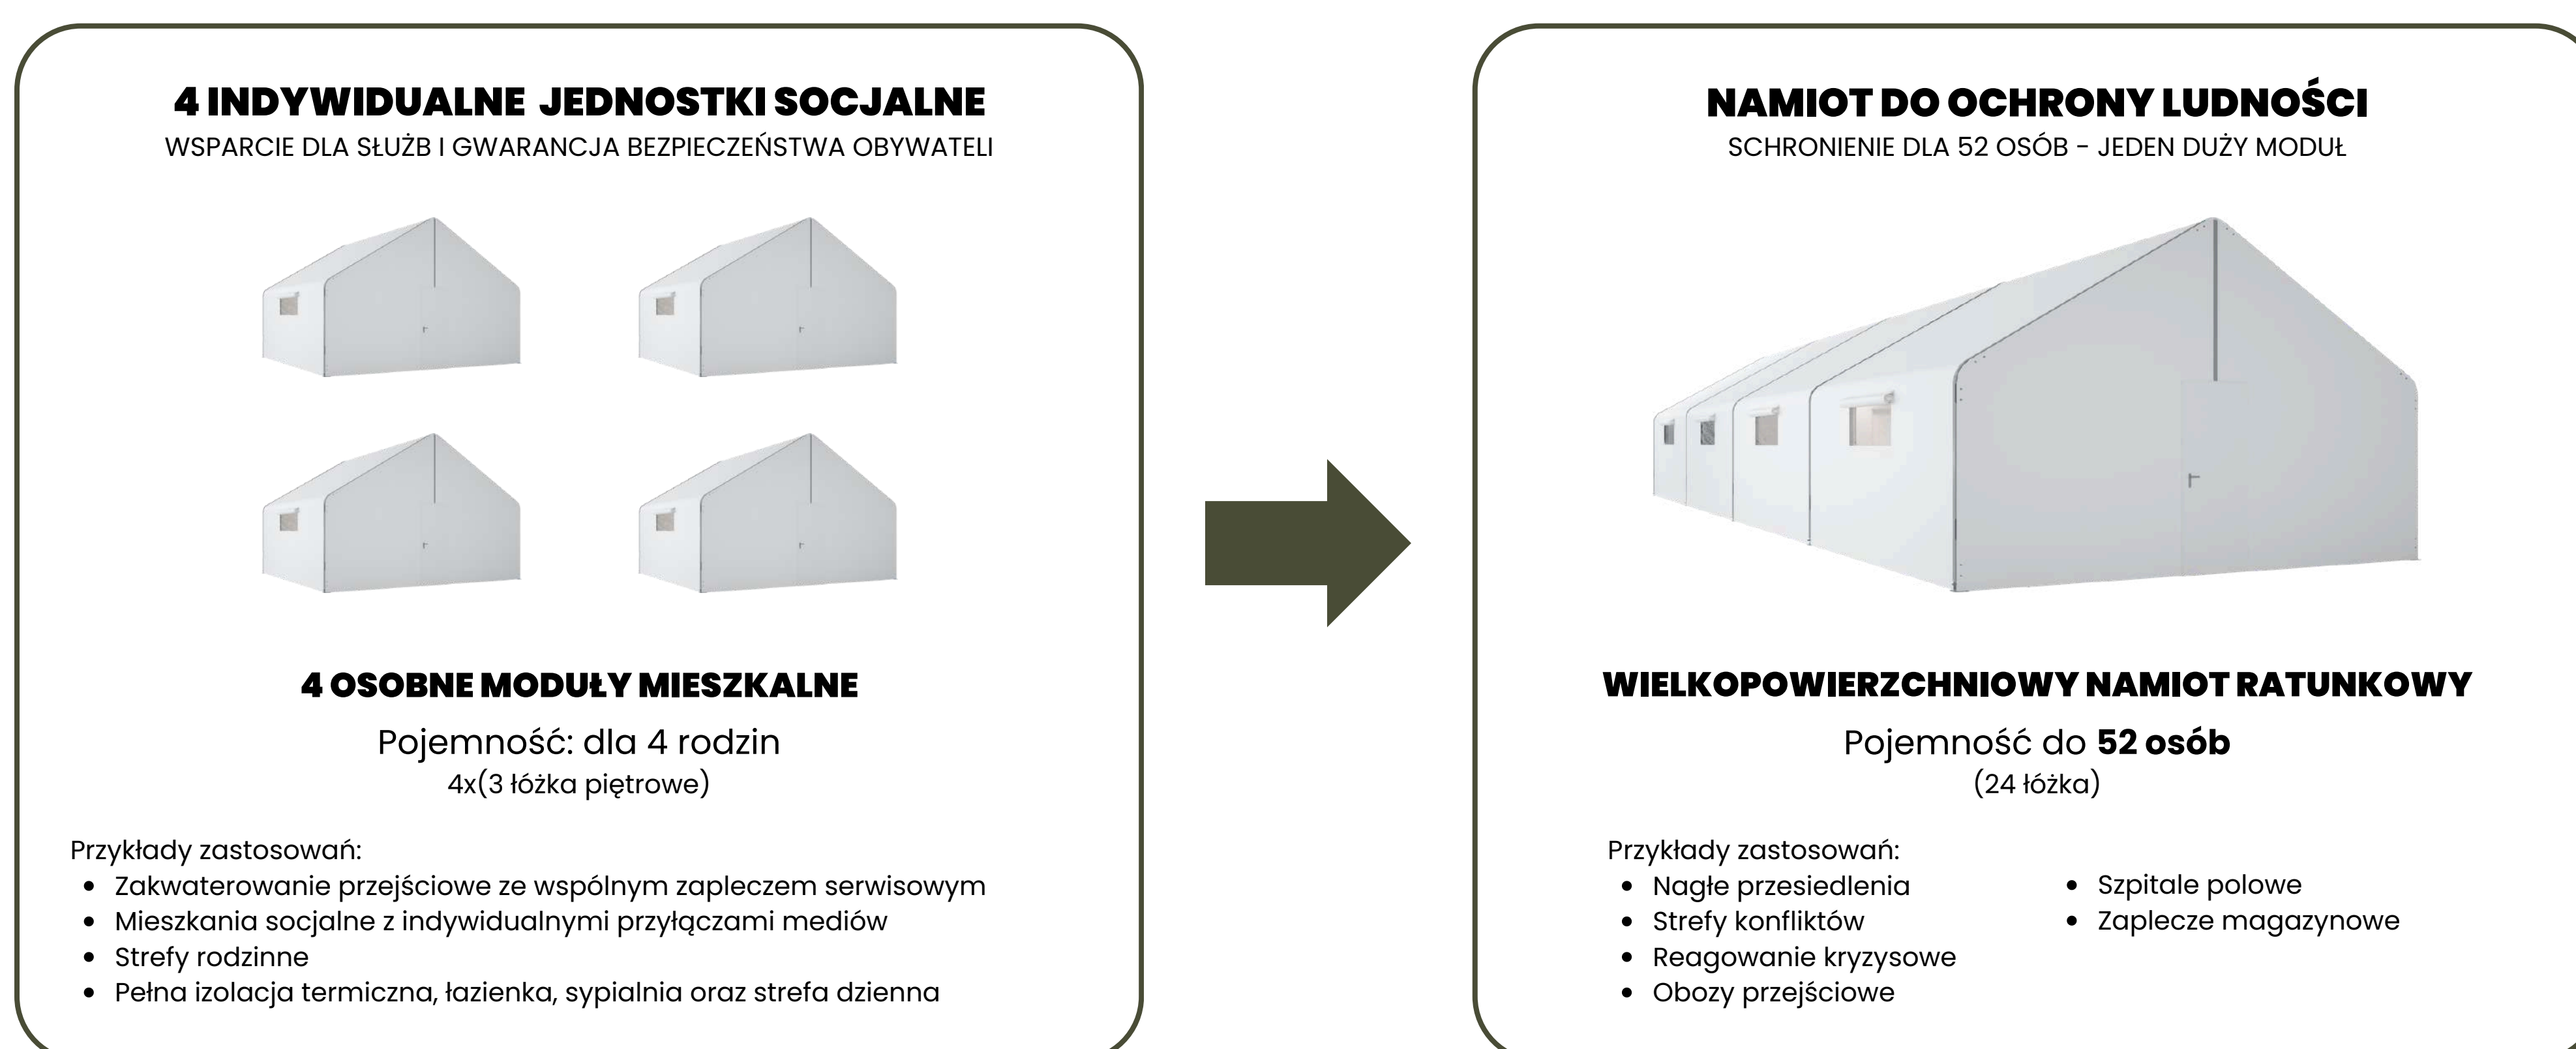 4 INDYWIDUALNE JEDNOSTKI SOCJALNE
WSPARCIE DLA SŁUŻB I GWARANCJA BEZPIECZEŃSTWA OBYWATELI
4 OSOBNE MODUŁY MIESZKALNE
Pojemność: dla 4 rodzin
4x(3 łóżka piętrowe)
Przykłady zastosowań:
• Zakwaterowanie przejściowe ze wspólnym zapleczem serwisowym
• Mieszkania socjalne z indywidualnymi przyłączami mediów
• Strefy rodzinne
• Pełna izolacja termiczna, łazienka, sypialnia oraz strefa dzienna
NAMIOT DO OCHRONY LUDNOŚCI
SCHRONIENIE DLA 52 OSÓB - JEDEN DUŻY MODUŁ
WIELKOPOWIERZCHNIOWY NAMIOT RATUNKOWY
Pojemność do 52 osób
(24 łóżka)
Przykłady zastosowań:
• Nagłe przesiedlenia
• Strefy konfliktów
• Reagowanie kryzysowe
• Obozy przejściowe
• Szpitale polowe
• Zaplecze magazynowe